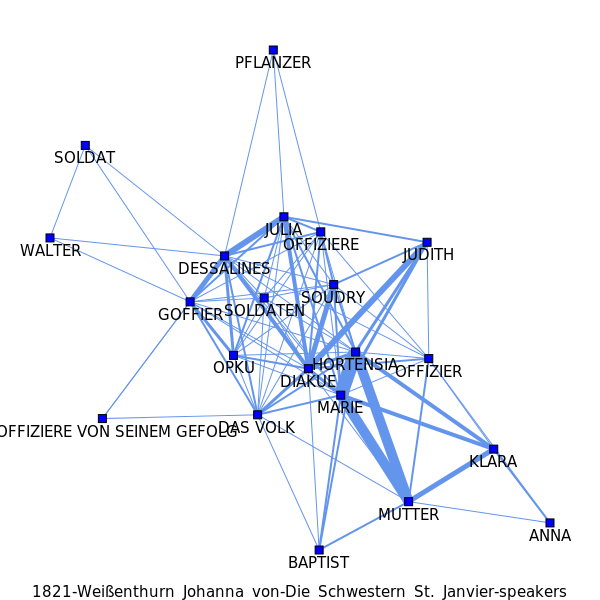 PFLANZER
SOLDAT
JULIA
OFFIZIERE
WALTER
JUDITH
DESSALINES
SOUDRY
GOFFIER
SOLDATEN
HORTENSIA
OPKU
OFFIZIER
DIAKUE
MARIE
OFFIZIERE VON SEINEM GEFOLG
DAS VOLK
KLARA
MUTTER
ANNA
BAPTIST
1821-Weißenthurn Johanna von-Die Schwestern St. Janvier-speakers